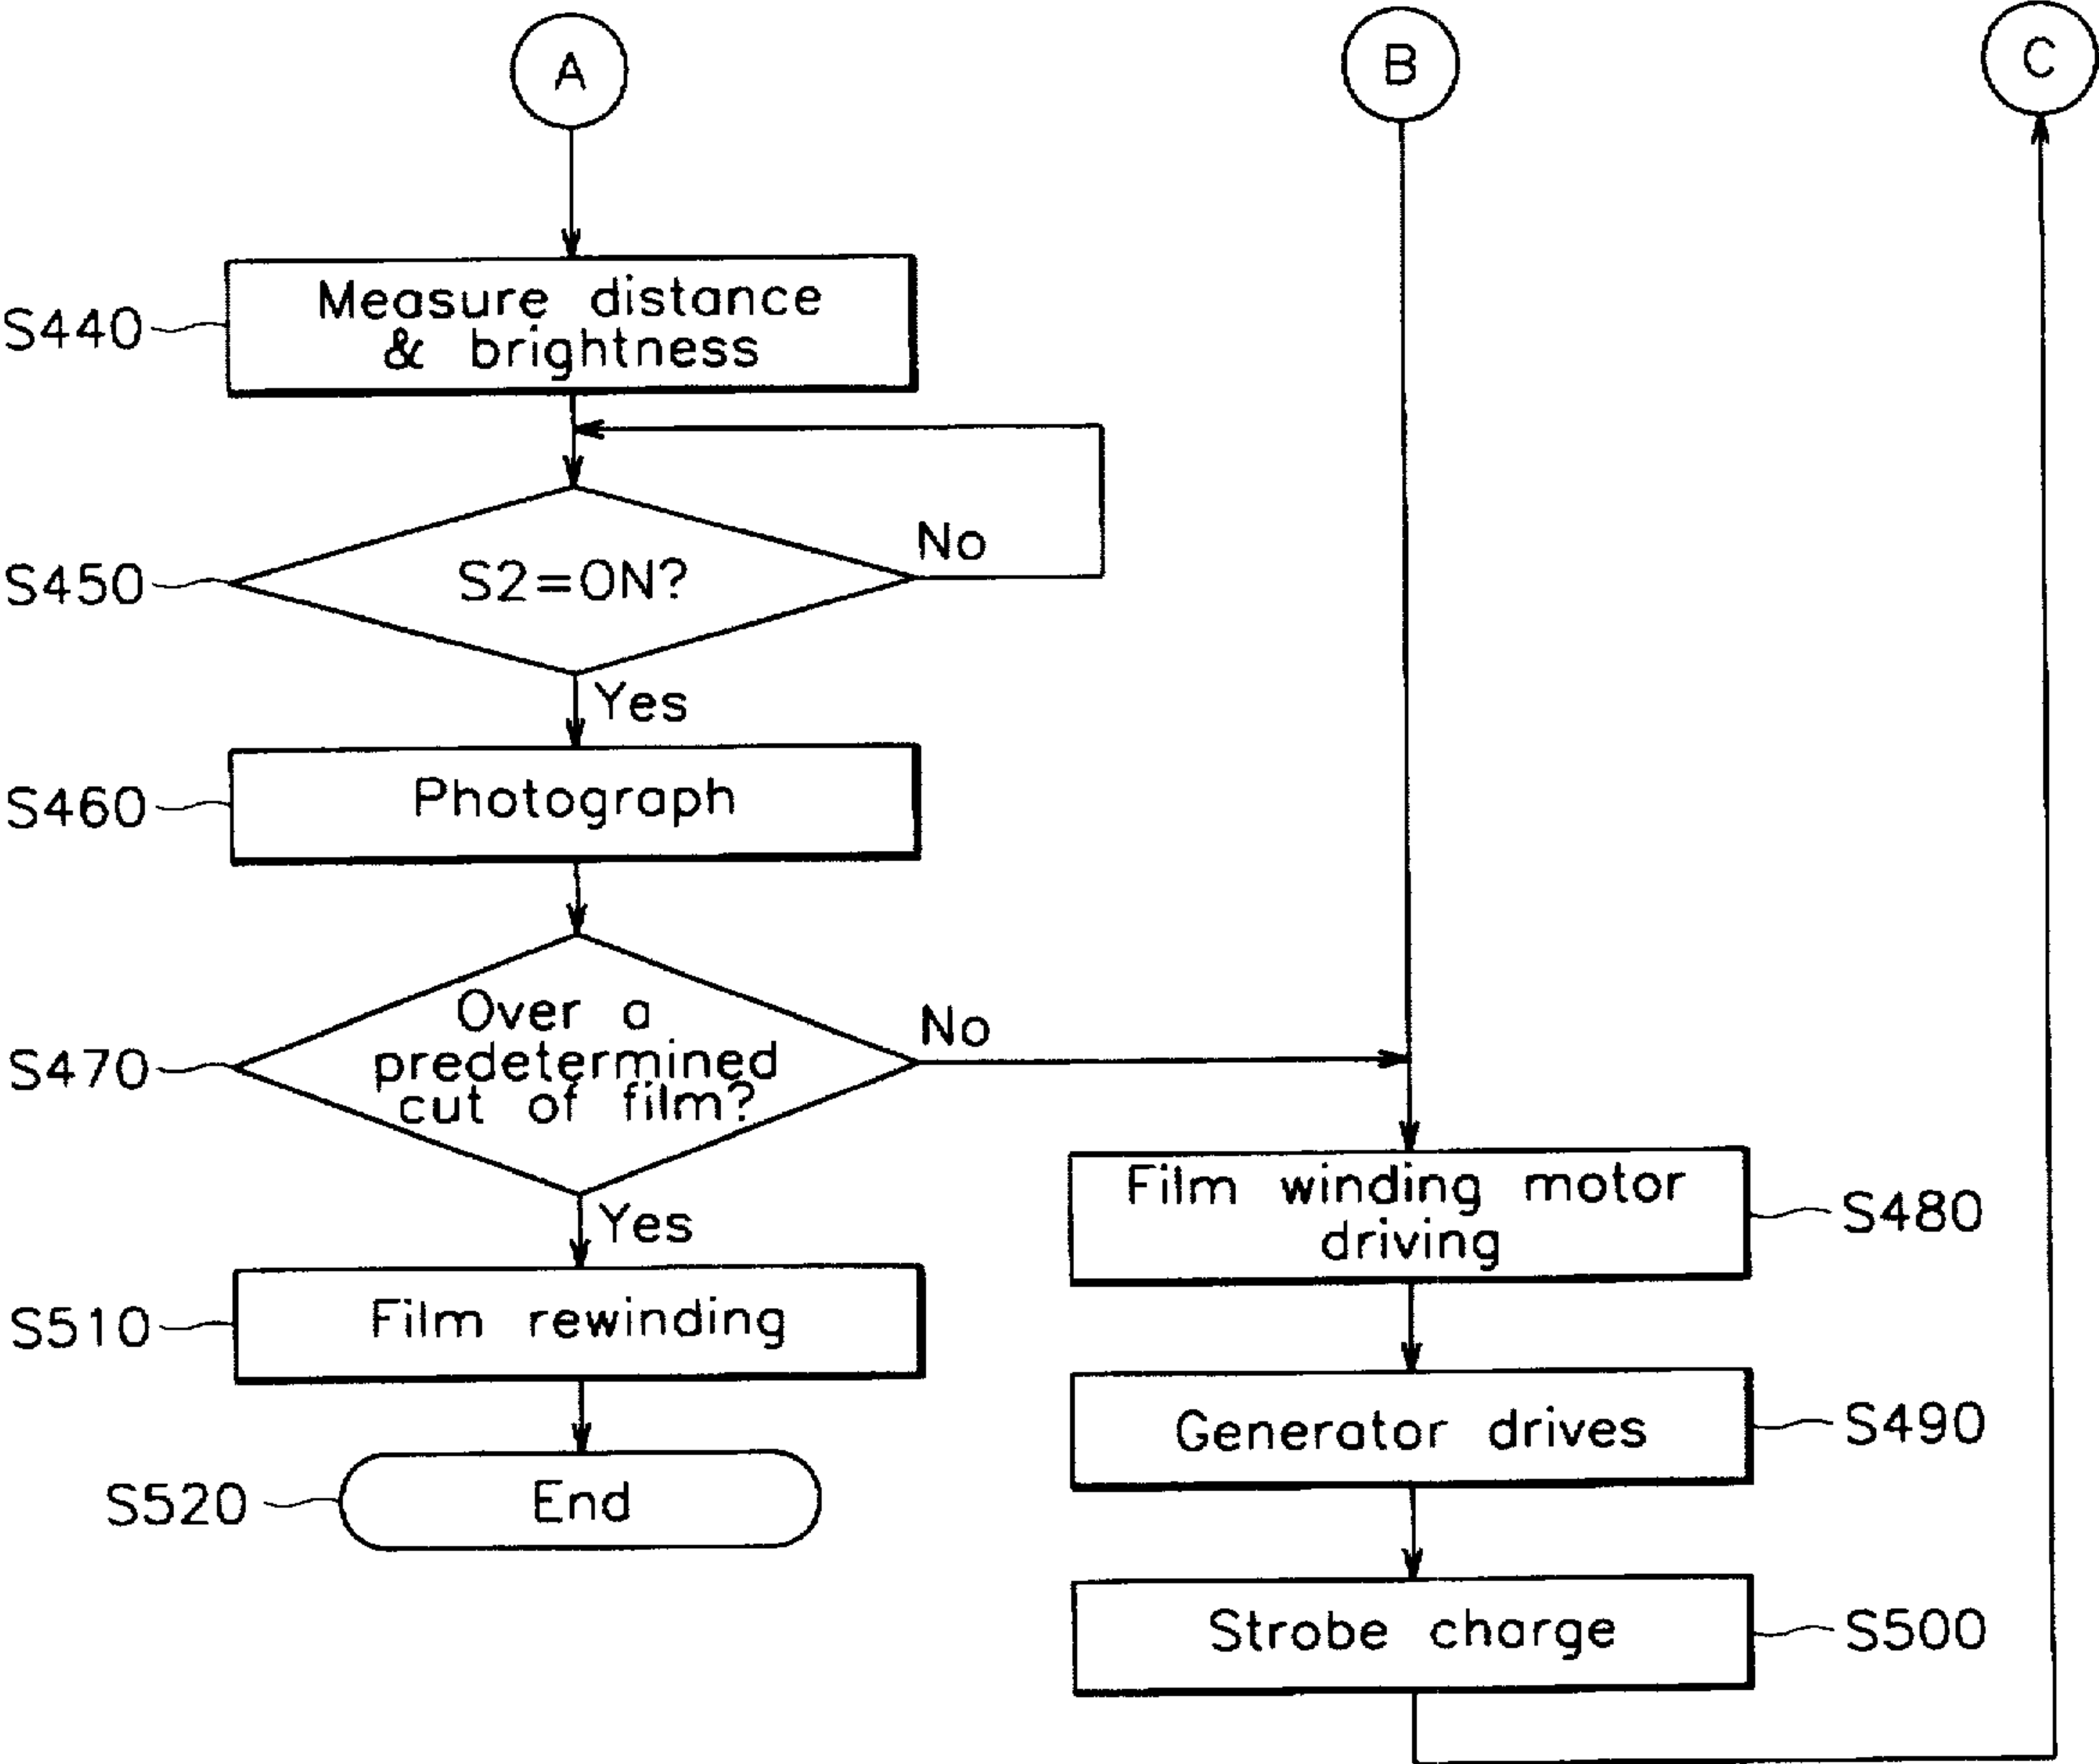 A
B
C
S440
Measure distance
& brightness
S450
S2=ON?
No
Yes
S460
Photograph
S470
Over a
predetermined
cut of film?
No
Yes
Film winding motor
driving
S480
S510
Film rewinding
Generator drives
S490
S520
End
Strobe charge
S500